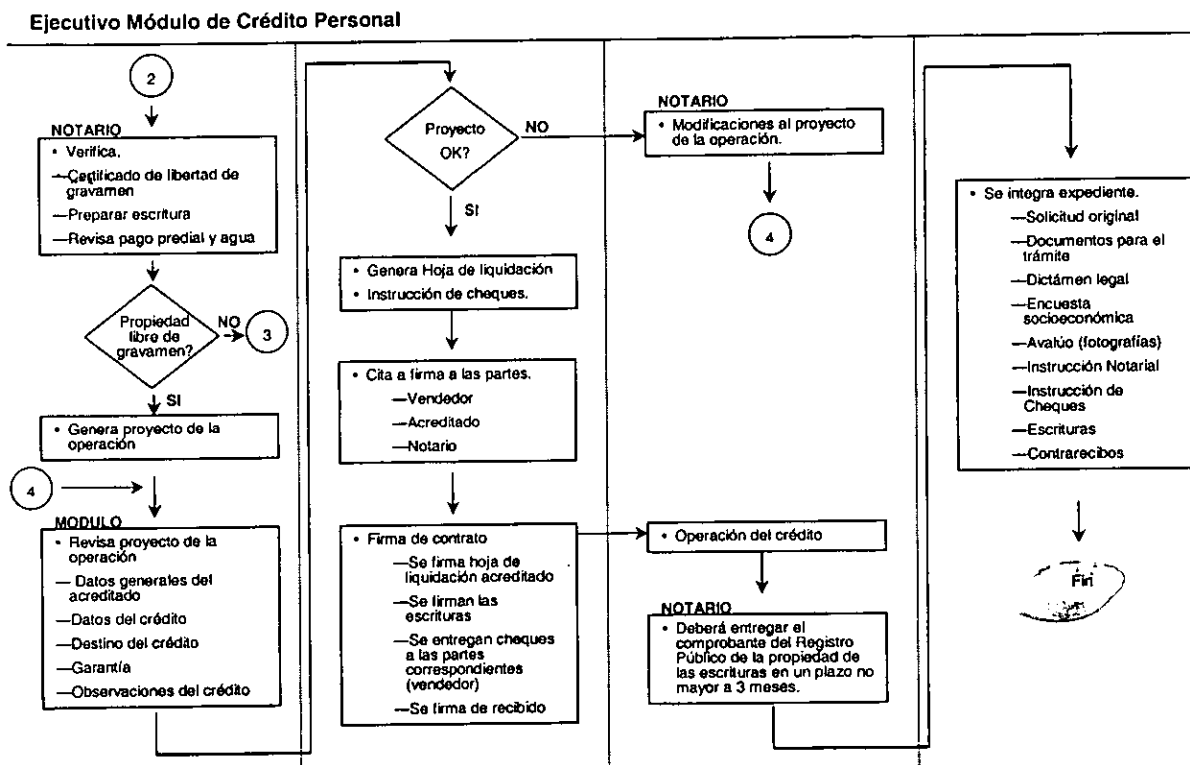 Ejecutivo Módulo de Crédito Personal
2
NOTARIO
• Verifica.
—Certificado de libertad de
gravamen
—Preparar escritura
—Revisa pago predial y agua
Propiedad
libre de
gravamen?
NO
3
SI
• Genera proyecto de la
operación
4
MODULO
• Revisa proyecto de la
operación
— Datos generales del
acreditado
—Datos del crédito
—Destino del crédito
—Garantía
—Observaciones del crédito
Proyecto
OK?
NO
SI
• Genera Hoja de liquidación
• Instrucción de cheques.
• Cita a firma a las partes.
—Vendedor
—Acreditado
—Notario
• Firma de contrato
—Se firma hoja de
liquidación acreditado
—Se firman las
escrituras
—Se entregan cheques
a las partes
correspondientes
(vendedor)
—Se firma de recibido
NOTARIO
• Modificaciones al proyecto
de la operación.
4
• Operación del crédito
NOTARIO
• Deberá entregar el
comprobante del Registro
Público de la propiedad de
las escrituras en un plazo no
mayor a 3 meses.
• Se integra expediente.
—Solicitud original
—Documentos para el
trámite
—Dictámen legal
—Encuesta
socioeconómica
—Avalúo (fotografías)
—Instrucción Notarial
—Instrucción de
Cheques
—Escrituras
—Contrarecibos
Fin